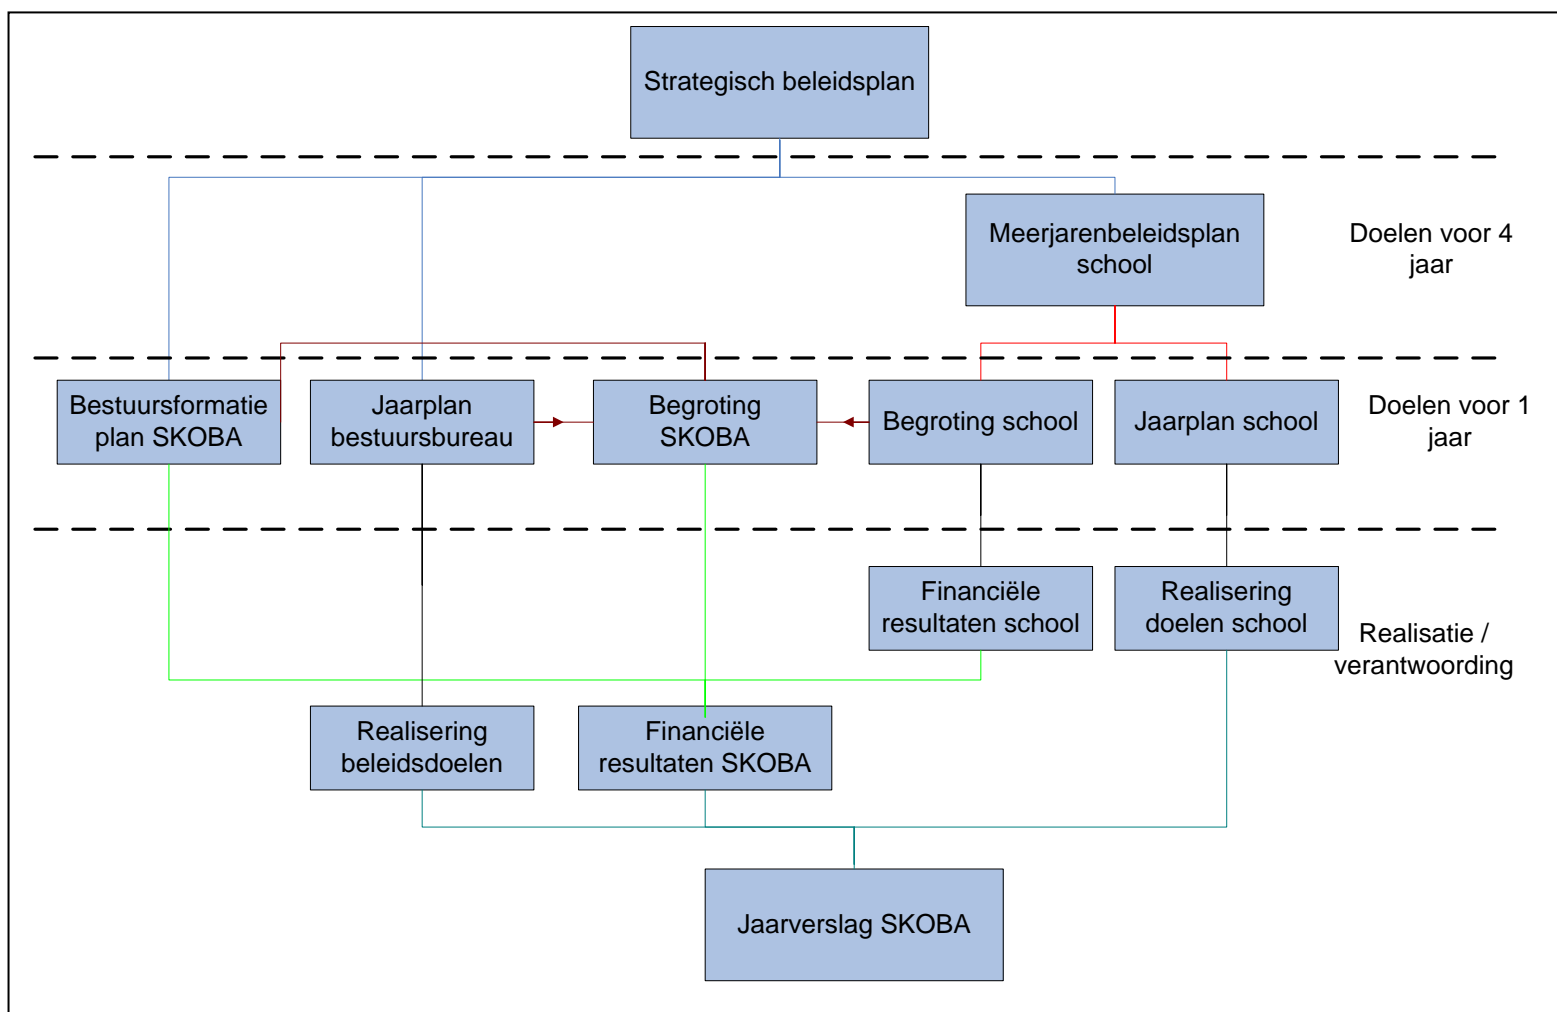 Strategisch beleidsplan
Meerjarenbeleidsplan
school
Doelen voor 4
jaar
Bestuursformatie
plan SKOBA
Jaarplan
bestuursbureau
Begroting
SKOBA
Begroting school
Jaarplan school
Doelen voor 1
jaar
Financiële
resultaten school
Realisering
doelen school
Realisatie /
verantwoording
Realisering
beleidsdoelen
Financiële
resultaten SKOBA
Jaarverslag SKOBA